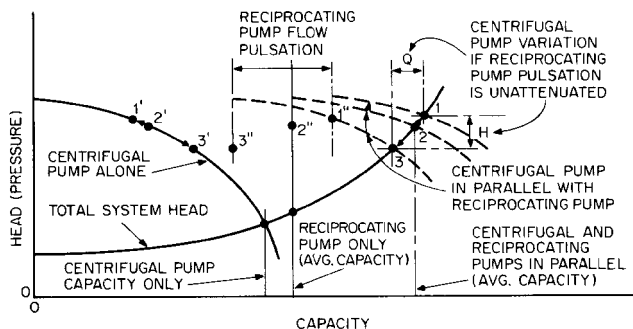 RECIPROCATING
PUMP FLOW
PULSATION
CENTRIFUGAL
PUMP VARIATION
IF RECIPROCATING
PUMP PULSATION
IS UNATTENUATED
Q
1'
2'
3'
3"
2"
1"
1
2
3
H
CENTRIFUGAL
PUMP ALONE
CENTRIFUGAL PUMP
IN PARALLEL WITH
RECIPROCATING PUMP
TOTAL SYSTEM HEAD
RECIPROCATING
PUMP ONLY
(AVG. CAPACITY)
CENTRIFUGAL AND
RECIPROCATING
PUMPS IN PARALLEL
(AVG. CAPACITY)
CENTRIFUGAL PUMP
CAPACITY ONLY
HEAD (PRESSURE)
0
0
CAPACITY